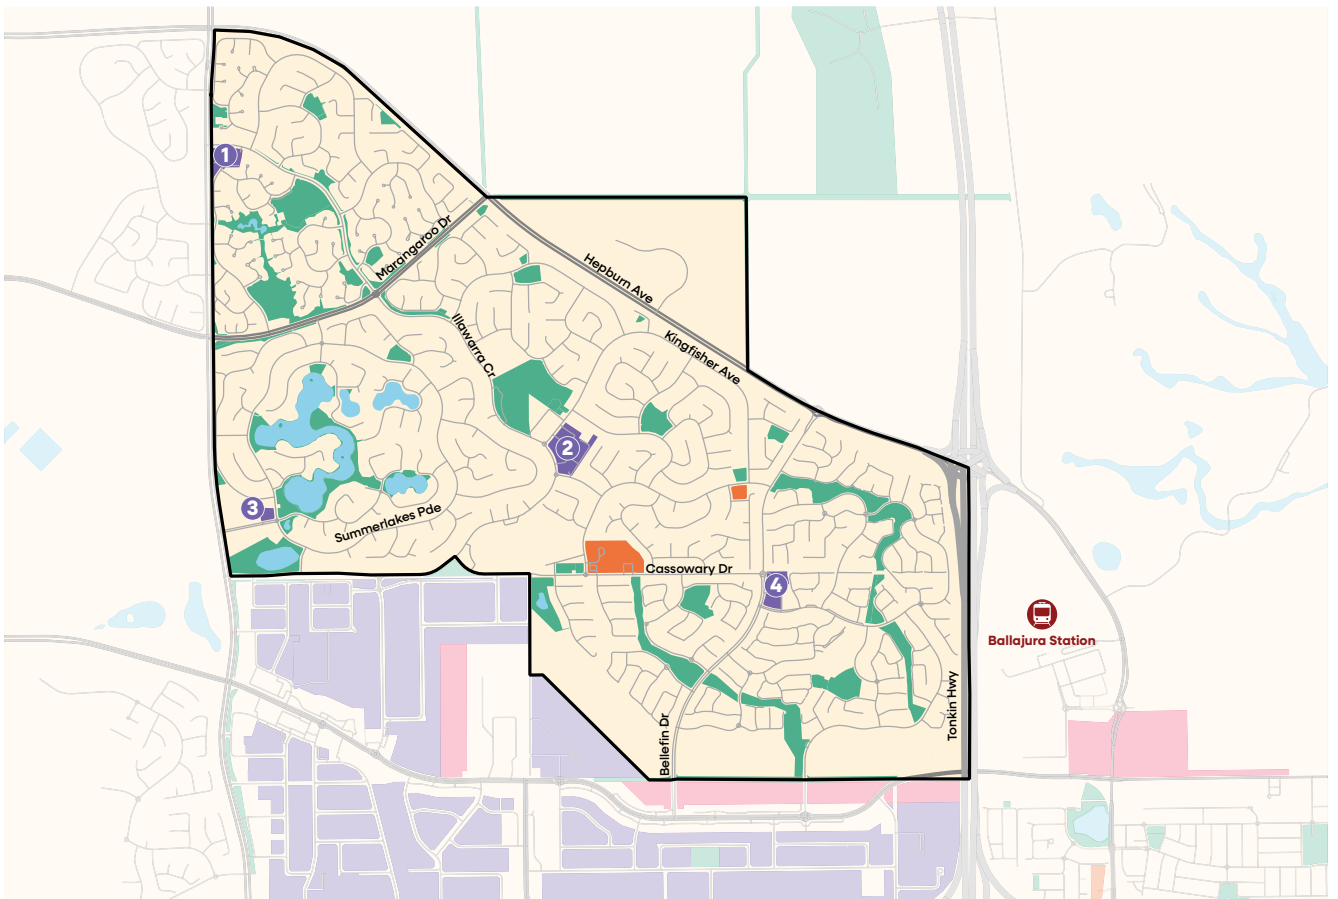 1
Marangaroo Dr
Hepburn Ave
Illawarra Cr
Kingfisher Ave
2
3
Summerlakes Pde
Cassowary Dr
4
Ballajura Station
Tonkin Hwy
Bellefin Dr